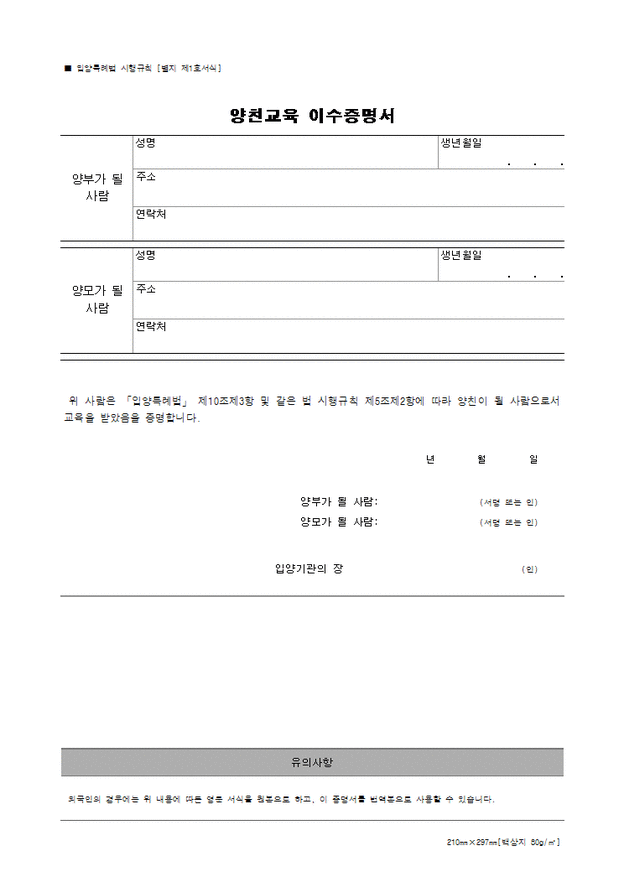 ■ 입양특례법 시행규칙 [별지 제1호서식]
양친교육 이수증명서
양부가 될 사람
성명
생년월일
. . .
주소
연락처
양모가 될 사람
성명
생년월일
. . .
주소
연락처
위 사람은 「입양특례법」 제10조제3항 및 같은 법 시행규칙 제5조제2항에 따라 양친이 될 사람으로서
교육을 받았음을 증명합니다.
년 월 일
양부가 될 사람: (서명 또는 인)
양모가 될 사람: (서명 또는 인)
입양기관의 장 (인)
유의사항
외국인의 경우에는 위 내용에 따른 영문 서식을 원본으로 하고, 이 증명서를 번역본으로 사용할 수 있습니다.
210㎜×297㎜[백상지 80g/㎡]